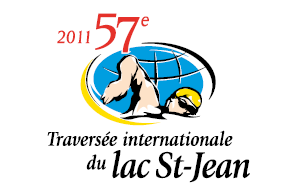 2011 57e
Traversée internationale
du lac St-Jean